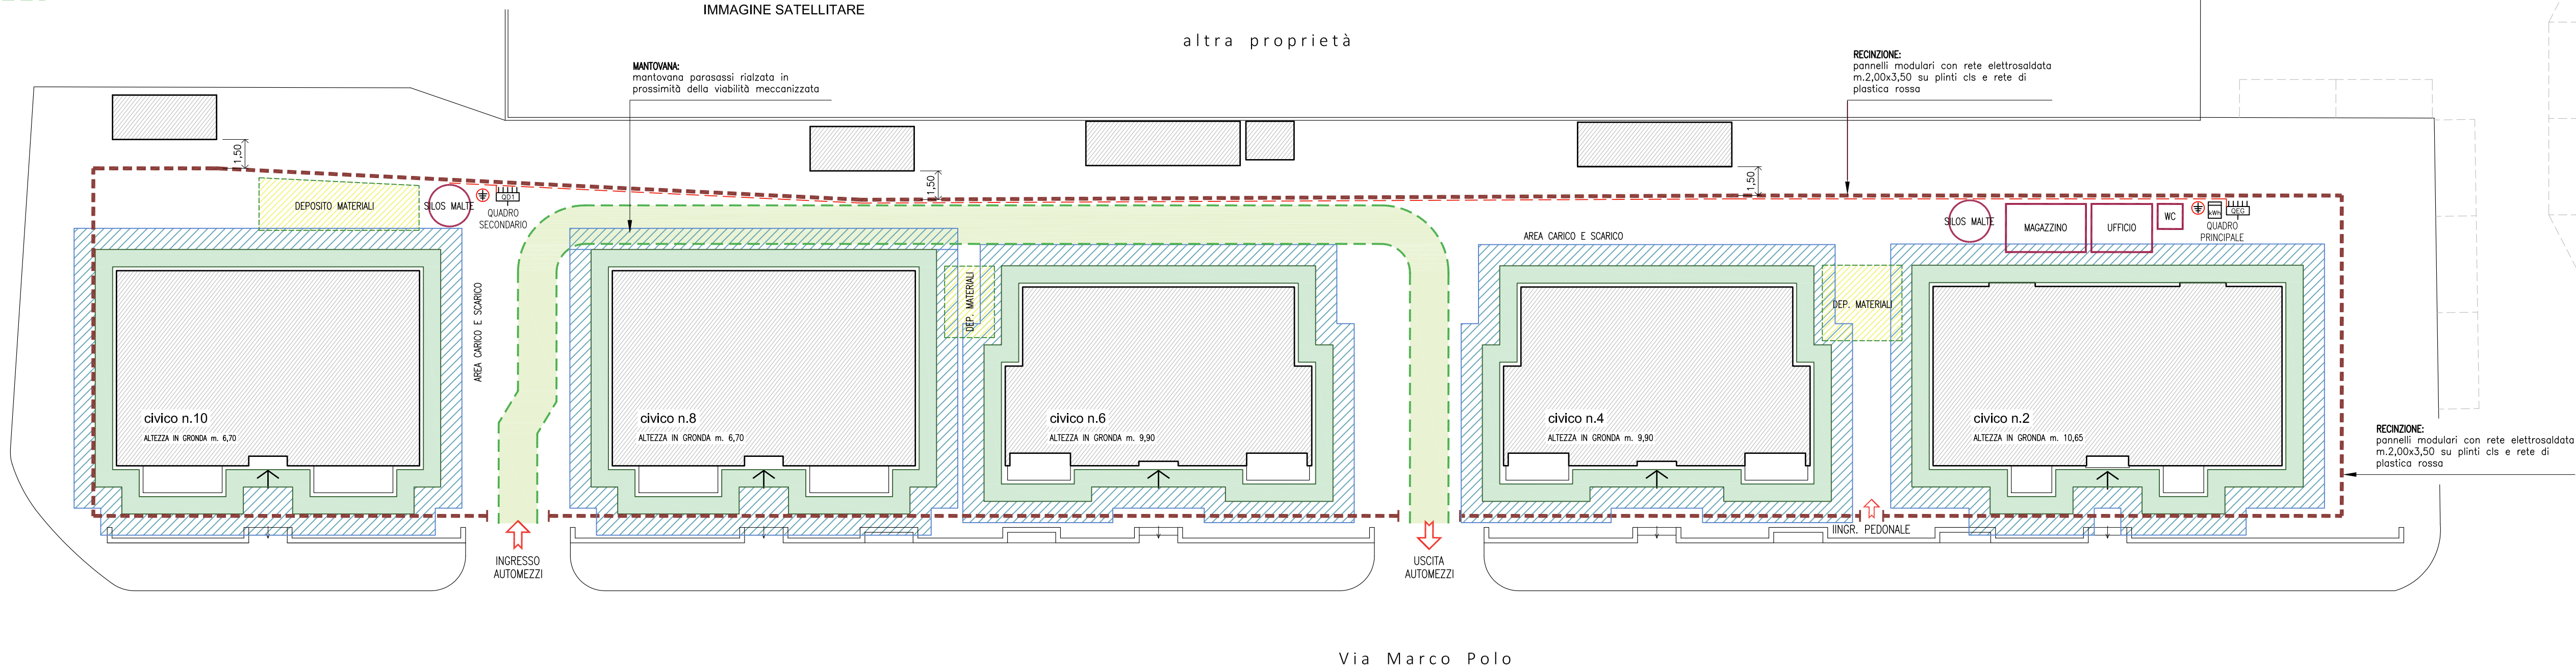 IMMAGINE SATELLITARE
altra proprietà
MANTOVANA:
mantovana parasassi rialzata in
prossimità della viabilità meccanizzata
RECINZIONE:
pannelli modulari con rete elettrosaldata
m.2,00x3,50 su plinti cls e rete di
plastica rossa
1,50
1,50
1,50
DEPOSITO MATERIALI
SILOS MALTE
QD1
QUADRO
SECONDARIO
AREA CARICO E SCARICO
DEP. MATERIALI
AREA CARICO E SCARICO
DEP. MATERIALI
SILOS MALTE
MAGAZZINO
UFFICIO
WC
kWh
QEG
QUADRO
PRINCIPALE
civico n.10
ALTEZZA IN GRONDA m. 6,70
civico n.8
ALTEZZA IN GRONDA m. 6,70
civico n.6
ALTEZZA IN GRONDA m. 9,90
civico n.4
ALTEZZA IN GRONDA m. 9,90
civico n.2
ALTEZZA IN GRONDA m. 10,65
RECINZIONE:
pannelli modulari con rete elettrosaldata
m.2,00x3,50 su plinti cls e rete di
plastica rossa
INGRESSO
AUTOMEZZI
USCITA
AUTOMEZZI
IINGR. PEDONALE
Via Marco Polo